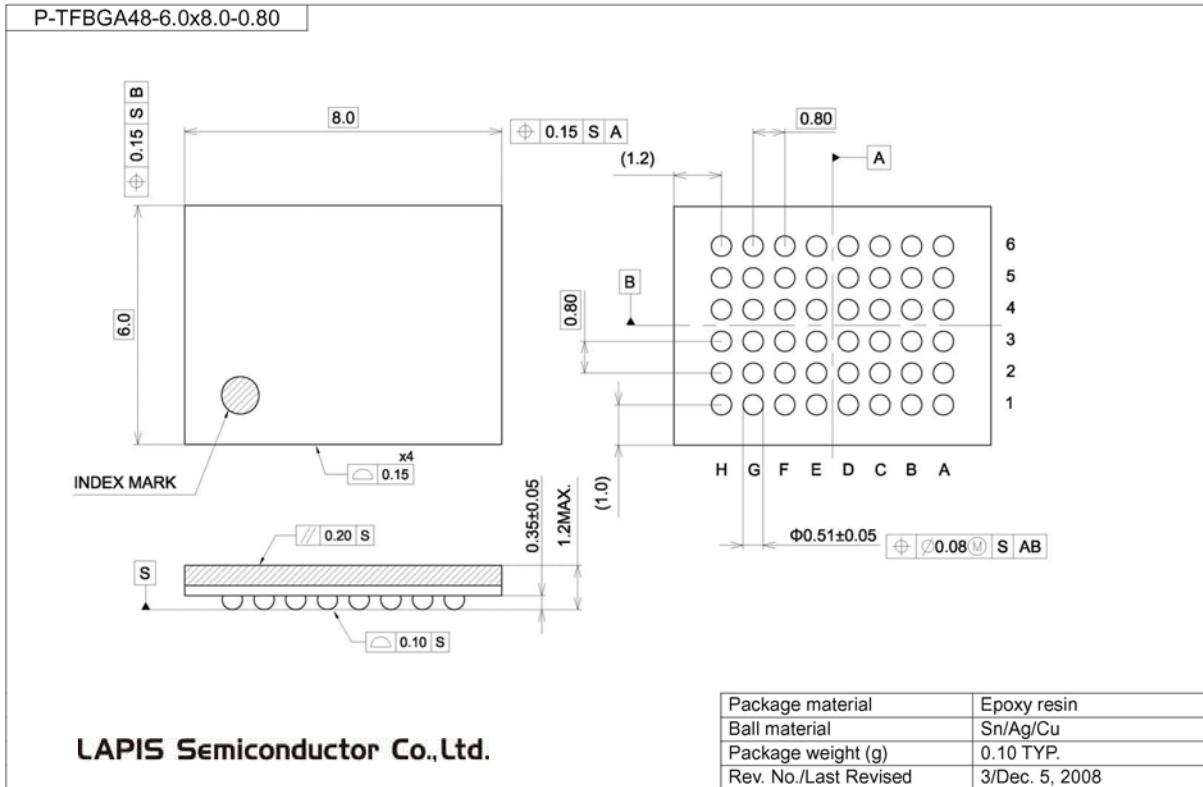 P-TFBGA48-6.0x8.0-0.80
⌖ 0.15 S B
8.0
⌖ 0.15 S A
0.80
(1.2)
A
6.0
B
0.80
6
5
4
3
2
1
H G F E D C B A
(1.0)
INDEX MARK
x4
⌓ 0.15
// 0.20 S
0.35±0.05
1.2MAX.
Φ0.51±0.05
⌖ ∅0.08Ⓜ S AB
S
⌓ 0.10 S
LAPIS Semiconductor Co.,Ltd.
Package material Epoxy resin
Ball material Sn/Ag/Cu
Package weight (g) 0.10 TYP.
Rev. No./Last Revised 3/Dec. 5, 2008